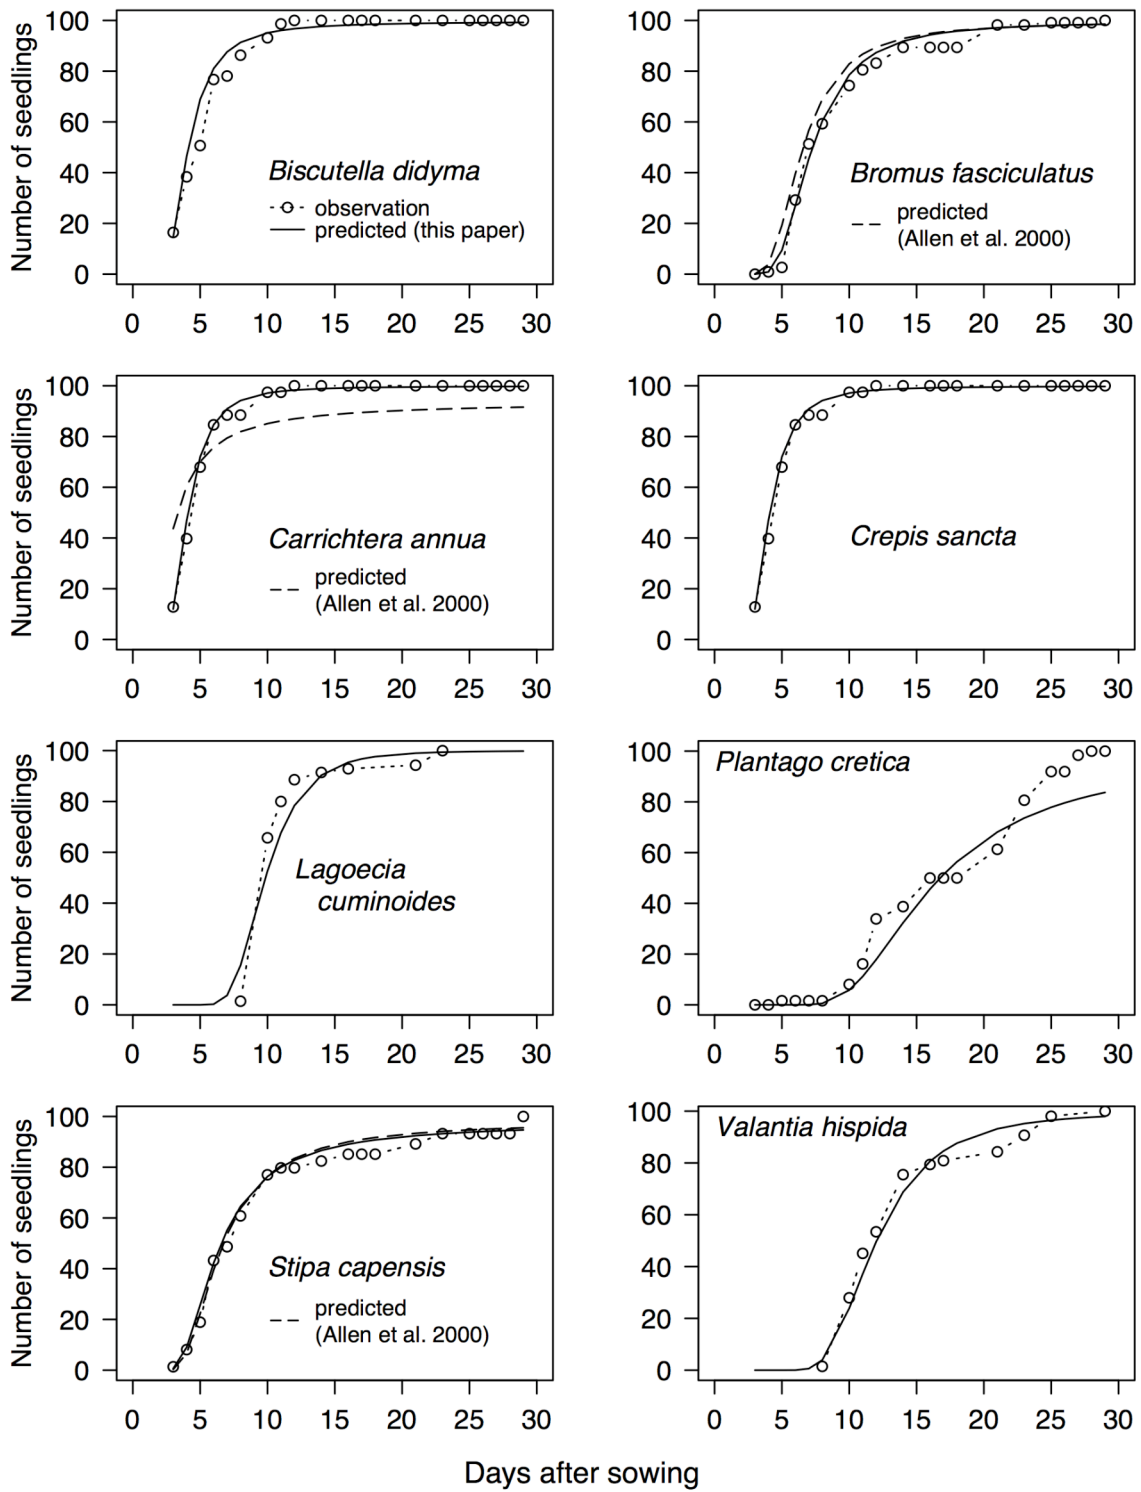 Number of seedlings
100
80
60
40
20
0
Biscutella didyma
observation
predicted (this paper)
0 5 10 15 20 25 30
100
80
60
40
20
0
Bromus fasciculatus
predicted
(Allen et al. 2000)
0 5 10 15 20 25 30
Number of seedlings
100
80
60
40
20
0
Carrichtera annua
predicted
(Allen et al. 2000)
0 5 10 15 20 25 30
100
80
60
40
20
0
Crepis sancta
0 5 10 15 20 25 30
Number of seedlings
100
80
60
40
20
0
Lagoecia
cuminoides
0 5 10 15 20 25 30
Plantago cretica
100
80
60
40
20
0
0 5 10 15 20 25 30
Number of seedlings
100
80
60
40
20
0
Stipa capensis
predicted
(Allen et al. 2000)
0 5 10 15 20 25 30
Valantia hispida
100
80
60
40
20
0
0 5 10 15 20 25 30
Days after sowing